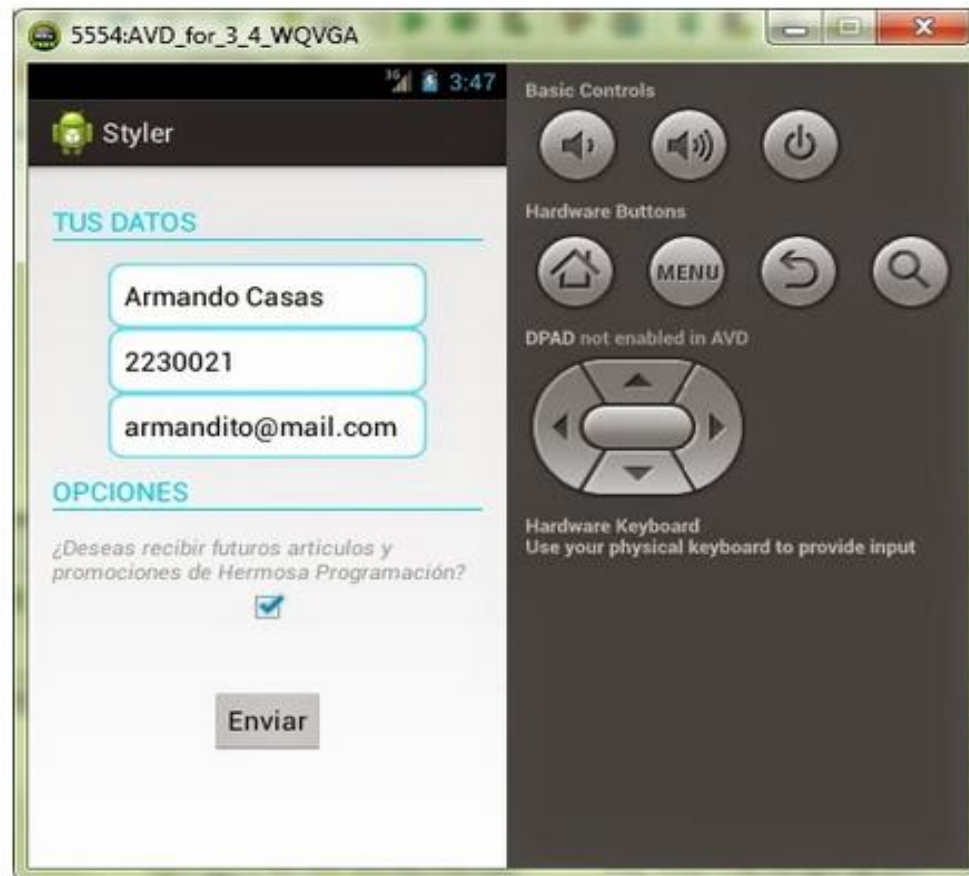 5554:AVD_for_3_4_WQVGA
3G 3:47
Styler
TUS DATOS
Armando Casas
2230021
armandito@mail.com
OPCIONES
¿Deseas recibir futuros articulos y
promociones de Hermosa Programación?
Enviar
Basic Controls
Hardware Buttons
MENU
DPAD not enabled in AVD
Hardware Keyboard
Use your physical keyboard to provide input